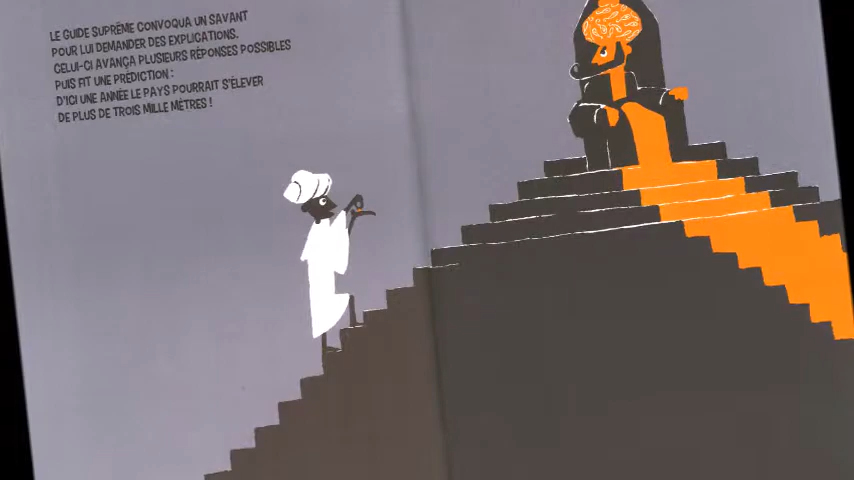 LE GUIDE SUPRÊME CONVOQUA UN SAVANT
POUR LUI DEMANDER DES EXPLICATIONS.
CELUI-CI AVANÇA PLUSIEURS RÉPONSES POSSIBLES
PUIS FIT UNE PRÉDICTION :
D'ICI UNE ANNÉE LE PAYS POURRAIT S'ÉLEVER
DE PLUS DE TROIS MILLE MÈTRES !